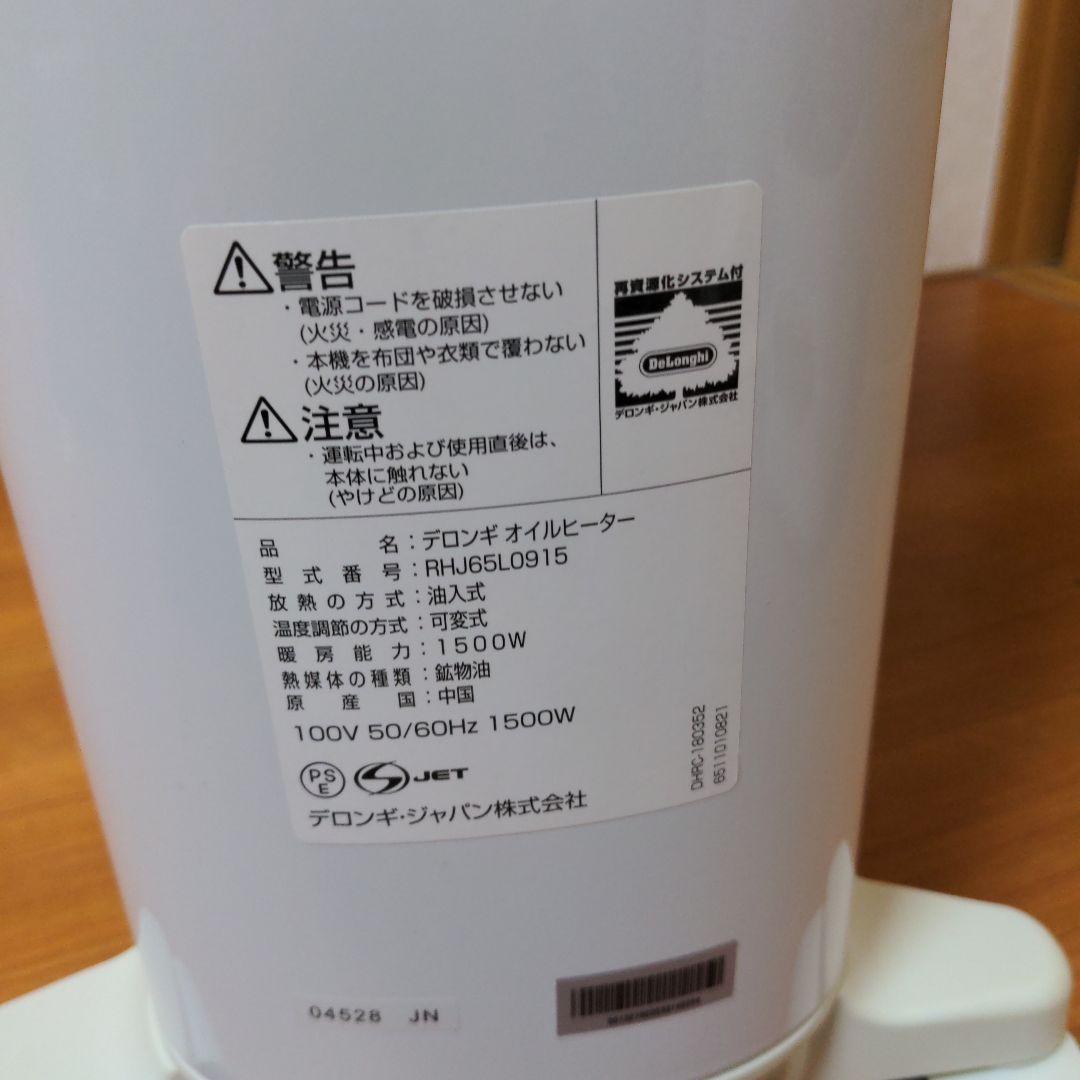 警告
・電源コードを破損させない
(火災・感電の原因)
・本機を布団や衣類で覆わない
(火災の原因)
注意
・運転中および使用直後は、
本体に触れない
(やけどの原因)
再資源化システム付
DeLonghi
デロンギ・ジャパン株式会社
品名:デロンギ オイルヒーター
型式番号:RHJ65L0915
放熱の方式:油入式
温度調節の方式:可変式
暖房能力:1500W
熱媒体の種類:鉱物油
原産国:中国
100V 50/60Hz 1500W
PSE
JET
デロンギ・ジャパン株式会社
DHRC-180352
6511010821
04528 JN